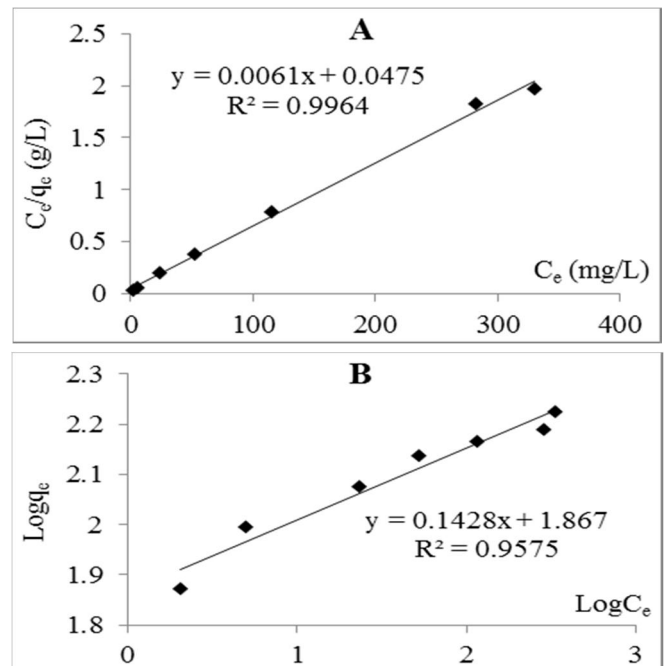 A
y = 0.0061x + 0.0475
R² = 0.9964
Cₑ/qₑ (g/L)
2.5
2
1.5
1
0.5
0
Cₑ (mg/L)
0 100 200 300 400
B
2.3
2.2
2.1
2
1.9
1.8
Logqₑ
y = 0.1428x + 1.867
R² = 0.9575
LogCₑ
0 1 2 3